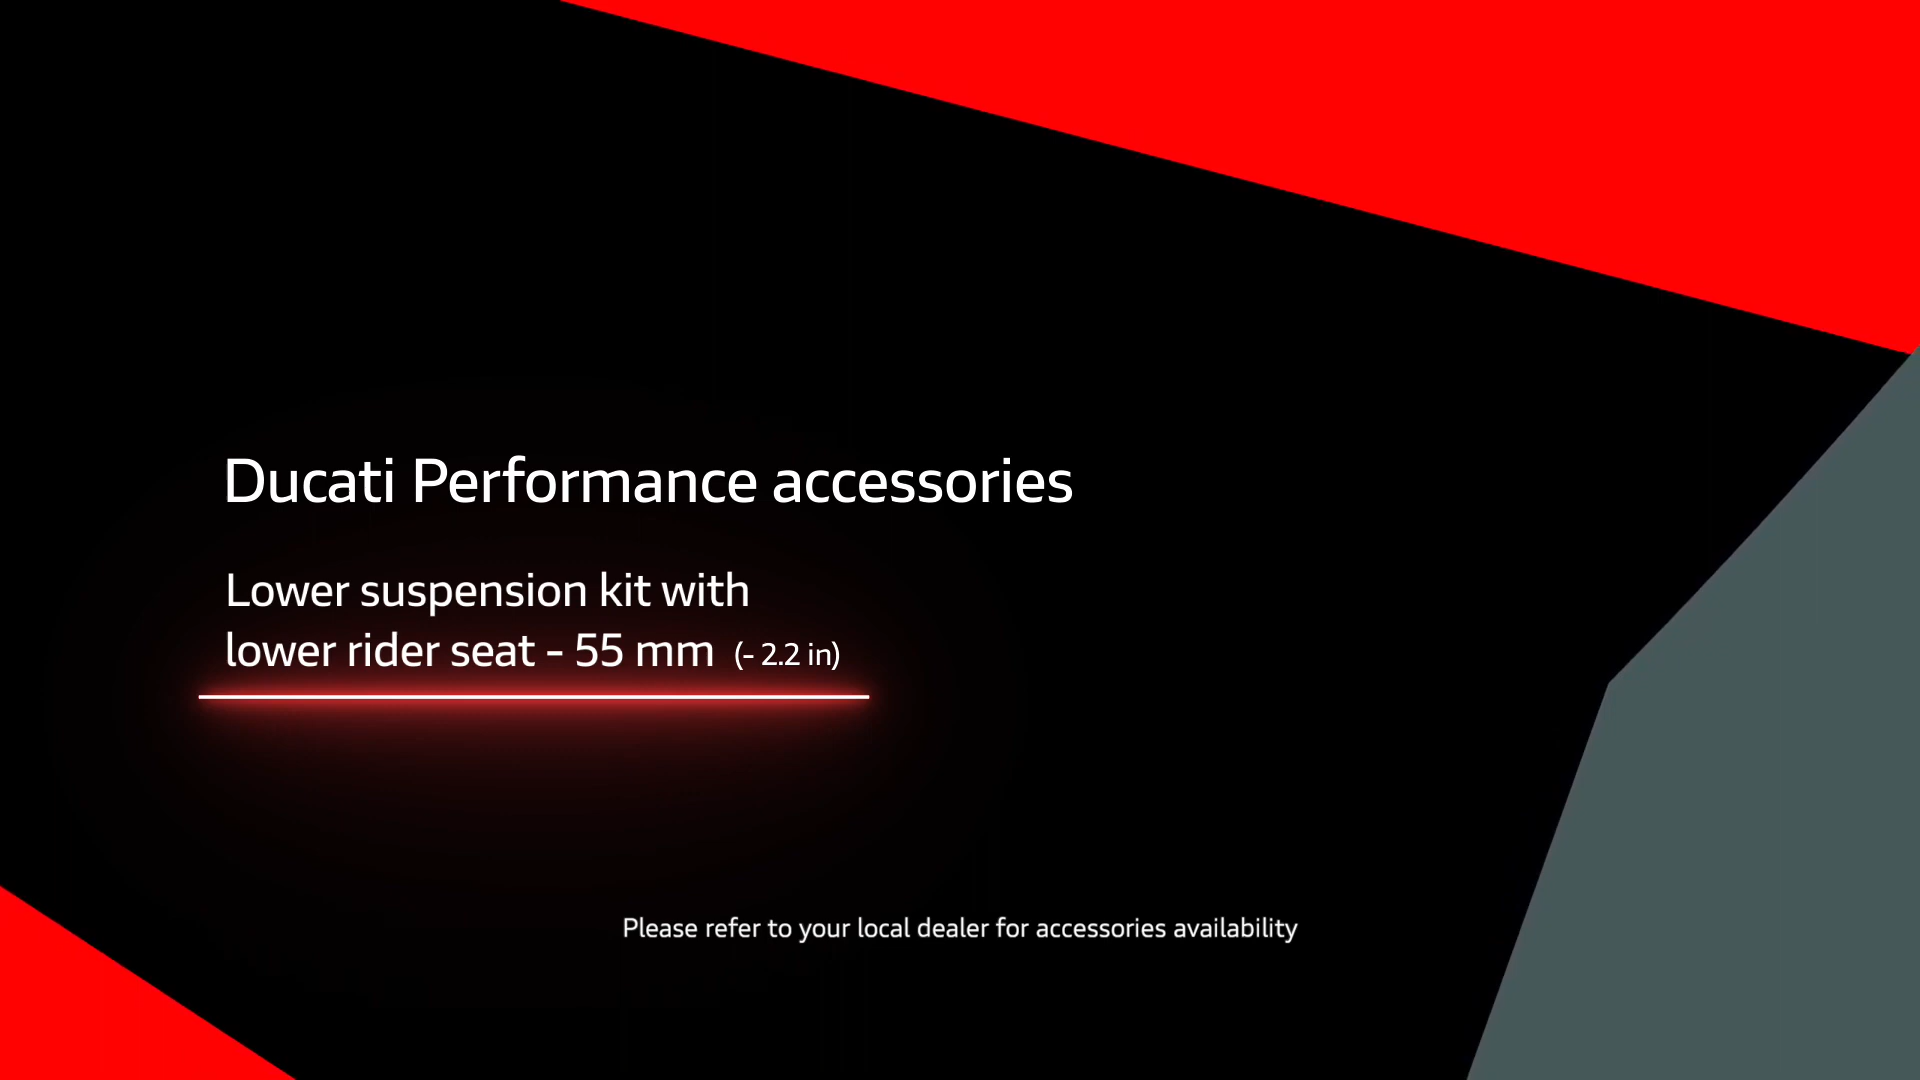 Ducati Performance accessories
Lower suspension kit with
lower rider seat - 55 mm (- 2.2 in)
Please refer to your local dealer for accessories availability